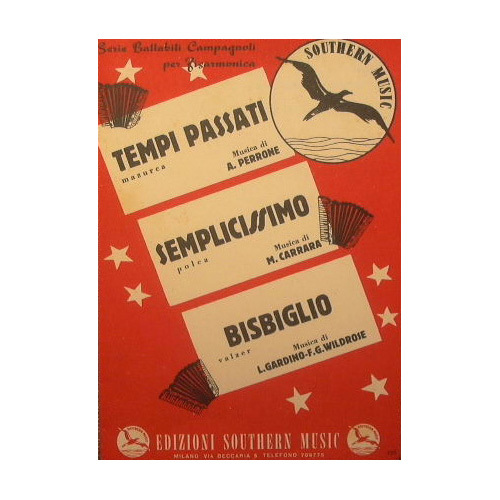 Serie Ballabili Campagnoli
per Fisarmonica
SOUTHERN MUSIC
TEMPI PASSATI
mazurca
Musica di
A. PERRONE
SEMPLICISSIMO
polca
Musica di
M. CARRARA
BISBIGLIO
valzer
Musica di
L. GARDINO-F.G. WILDROSE
EDIZIONI SOUTHERN MUSIC
MILANO VIA BECCARIA 5 TELEFONO 708775